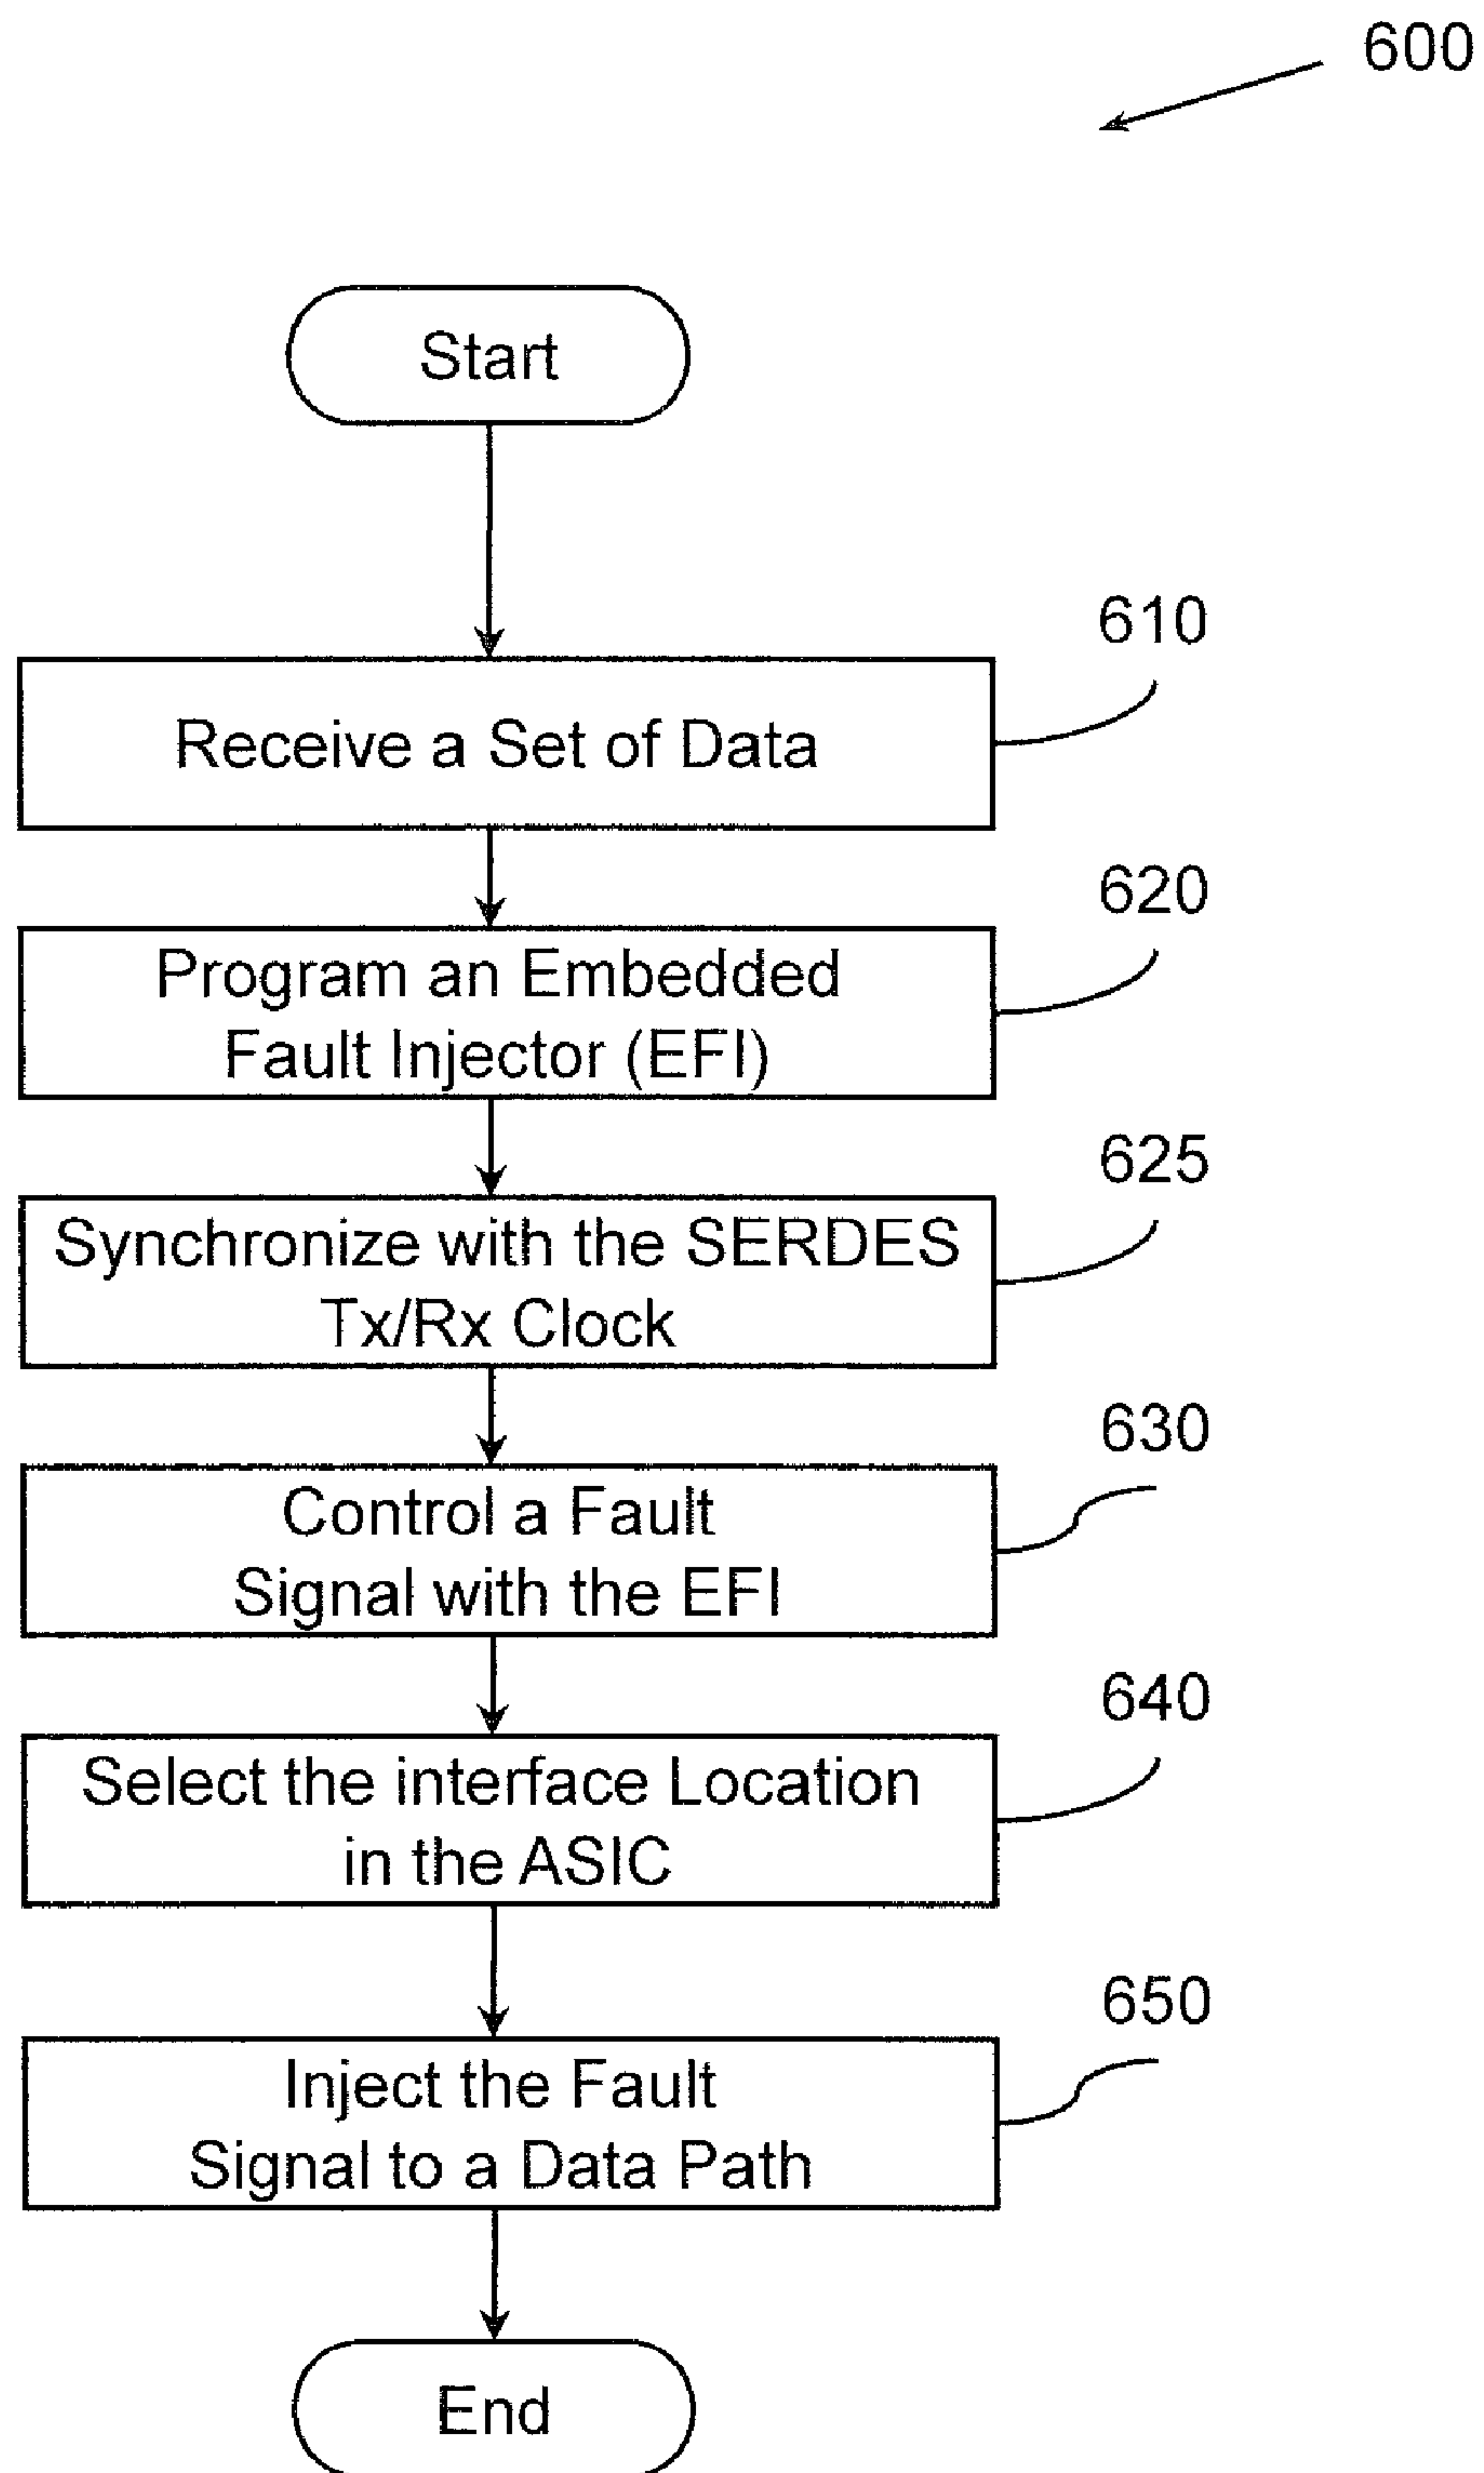 600
Start
610
Receive a Set of Data
620
Program an Embedded
Fault Injector (EFI)
625
Synchronize with the SERDES
Tx/Rx Clock
630
Control a Fault
Signal with the EFI
640
Select the interface Location
in the ASIC
650
Inject the Fault
Signal to a Data Path
End